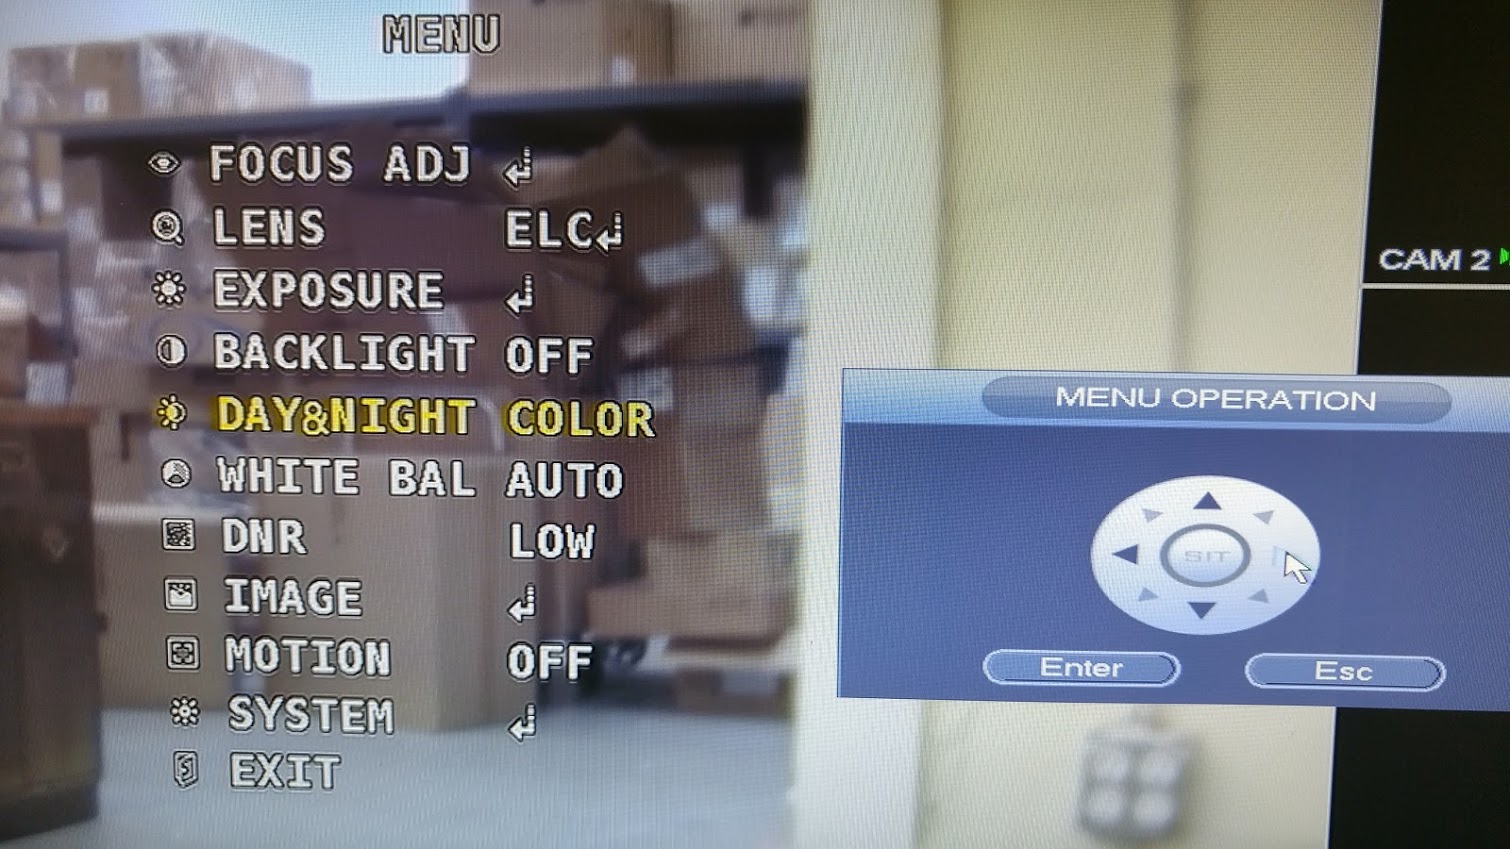 MENU
FOCUS ADJ ↲
LENS ELC↲
EXPOSURE ↲
BACKLIGHT OFF
DAY&NIGHT COLOR
WHITE BAL AUTO
DNR LOW
IMAGE ↲
MOTION OFF
SYSTEM ↲
EXIT
CAM 2
MENU OPERATION
SIT
Enter Esc